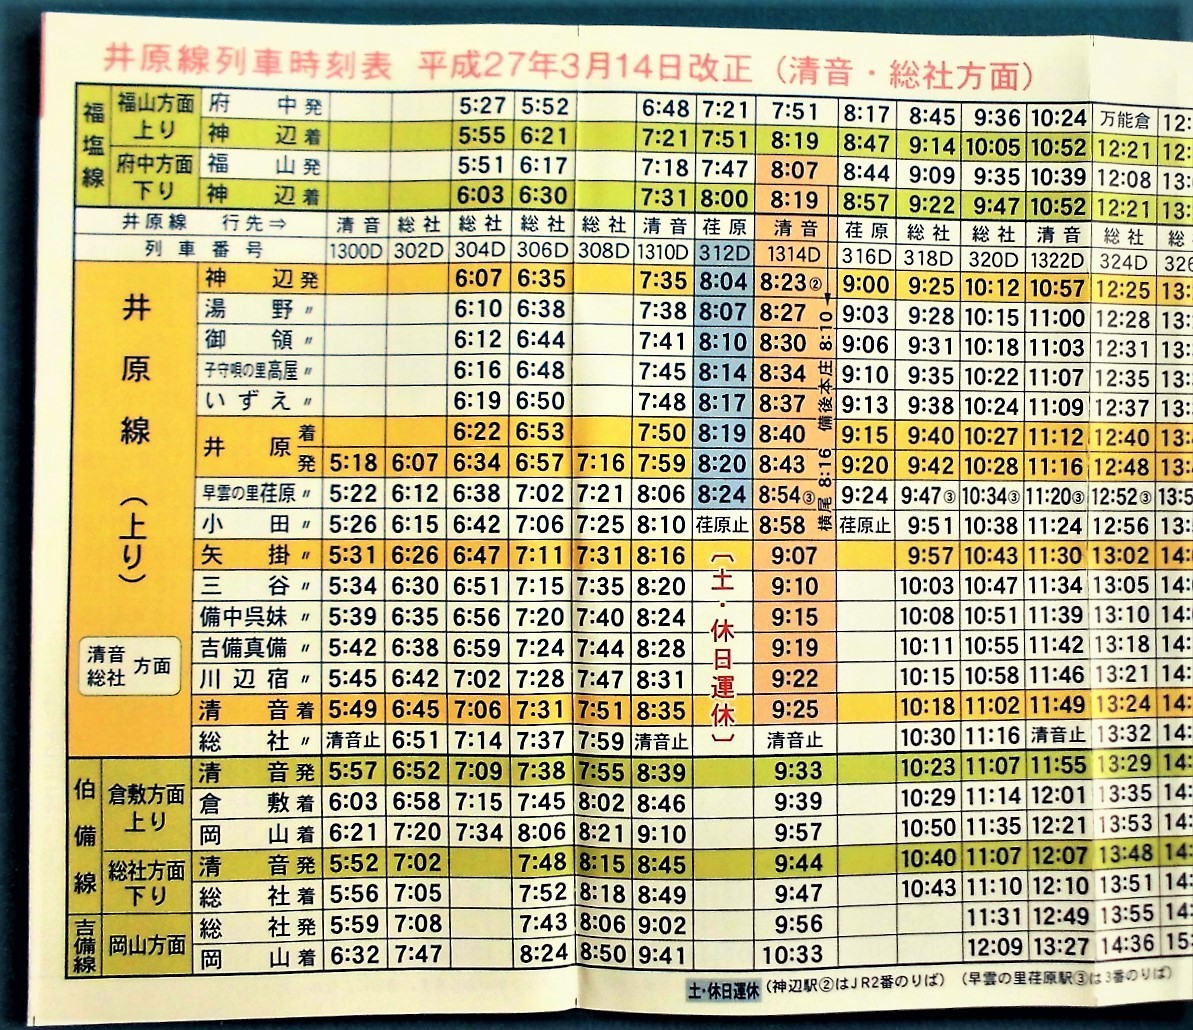 井原線列車時刻表 平成27年3月14日改正 (清音・総社方面)
福塩線 福山方面上り 府中発 5:27 5:52 6:48 7:21 7:51 8:17 8:45 9:36 10:24 万能倉 12:
神辺着 5:55 6:21 7:21 7:51 8:19 8:47 9:14 10:05 10:52 12:21 12:
府中方面下り 福山発 5:51 6:17 7:18 7:47 8:07 8:44 9:09 9:35 10:39 12:08 13:
神辺着 6:03 6:30 7:31 8:00 8:19 8:57 9:22 9:47 10:52 12:21 13:
井原線 行先⇒ 清音 総社 総社 総社 総社 清音 荏原 清音 荏原 総社 総社 清音 総社 総
列車番号 1300D 302D 304D 306D 308D 1310D 312D 1314D 316D 318D 320D 1322D 324D 326
井原線(上り) 清音総社方面
神辺発 6:07 6:35 7:35 8:04 8:23② 9:00 9:25 10:12 10:57 12:25 13:
湯野〃 6:10 6:38 7:38 8:07 8:27 9:03 9:28 10:15 11:00 12:28 13:
御領〃 6:12 6:44 7:41 8:10 8:30 9:06 9:31 10:18 11:03 12:31 13:
子守唄の里高屋〃 6:16 6:48 7:45 8:14 8:34 9:10 9:35 10:22 11:07 12:35 13:
いずえ〃 6:19 6:50 7:48 8:17 8:37 9:13 9:38 10:24 11:09 12:37 13:
井原着 6:22 6:53 7:50 8:19 8:40 9:15 9:40 10:27 11:12 12:40 13:
発 5:18 6:07 6:34 6:57 7:16 7:59 8:20 8:43 9:20 9:42 10:28 11:16 12:48 13:
早雲の里荏原〃 5:22 6:12 6:38 7:02 7:21 8:06 8:24 8:54③ 9:24 9:47③ 10:34③ 11:20③ 12:52③ 13:5
横尾 8:16 備後本庄 8:10
小田〃 5:26 6:15 6:42 7:06 7:25 8:10 荏原止 8:58 荏原止 9:51 10:38 11:24 12:56 13:
矢掛〃 5:31 6:26 6:47 7:11 7:31 8:16 9:07 9:57 10:43 11:30 13:02 14:
三谷〃 5:34 6:30 6:51 7:15 7:35 8:20 9:10 10:03 10:47 11:34 13:05 14:
備中呉妹〃 5:39 6:35 6:56 7:20 7:40 8:24 9:15 10:08 10:51 11:39 13:10 14:
吉備真備〃 5:42 6:38 6:59 7:24 7:44 8:28 9:19 10:11 10:55 11:42 13:18 14:
川辺宿〃 5:45 6:42 7:02 7:28 7:47 8:31 9:22 10:15 10:58 11:46 13:21 14:
清音着 5:49 6:45 7:06 7:31 7:51 8:35 9:25 10:18 11:02 11:49 13:24 14:
総社〃 清音止 6:51 7:14 7:37 7:59 清音止 清音止 10:30 11:16 清音止 13:32 14:
〔土・休日運休〕
伯備線 倉敷方面上り 清音発 5:57 6:52 7:09 7:38 7:55 8:39 9:33 10:23 11:07 11:55 13:29 14:
倉敷着 6:03 6:58 7:15 7:45 8:02 8:46 9:39 10:29 11:14 12:01 13:35 14:
岡山着 6:21 7:20 7:34 8:06 8:21 9:10 9:57 10:50 11:35 12:21 13:53 14:
総社方面下り 清音発 5:52 7:02 7:48 8:15 8:45 9:44 10:40 11:07 12:07 13:48 14:
総社着 5:56 7:05 7:52 8:18 8:49 9:47 10:43 11:10 12:10 13:51 14:
吉備線 岡山方面 総社発 5:59 7:08 7:43 8:06 9:02 9:56 11:31 12:49 13:55 14:
岡山着 6:32 7:47 8:24 8:50 9:41 10:33 12:09 13:27 14:36 15:
土・休日運休 (神辺駅②はJR2番のりば) (早雲の里荏原駅③は3番のりば)